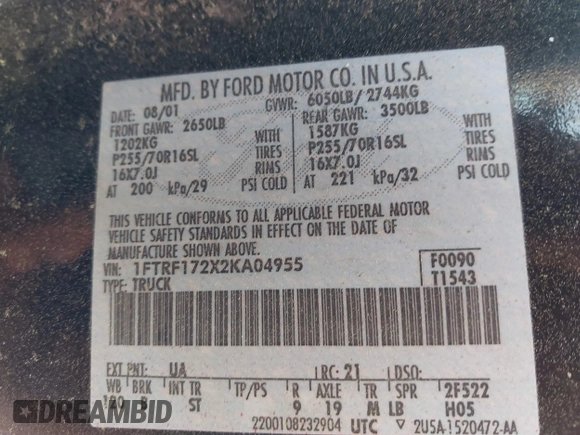 MFD. BY FORD MOTOR CO. IN U.S.A.
DATE: 08/01 GVWR: 6050LB/ 2744KG
FRONT GAWR: 2650LB REAR GAWR: 3500LB
1202KG WITH 1587KG WITH
P255/70R16SL TIRES P255/70R16SL TIRES
16X7.0J RIMS 16X7.0J RIMS
AT 200 kPa/29 PSI COLD AT 221 kPa/32 PSI COLD
THIS VEHICLE CONFORMS TO ALL APPLICABLE FEDERAL MOTOR
VEHICLE SAFETY STANDARDS IN EFFECT ON THE DATE OF
MANUFACTURE SHOWN ABOVE.
VIN: 1FTRF172X2KA04955 F0090
TYPE: TRUCK T1543
EXT PNT: UA RC: 21 DSO:
WB BRK INT TR TP/PS R AXLE TR SPR 2F522
B ST 9 19 M LB H05
2200108232904 UTC 2U5A-1520472-AA
DREAMBID